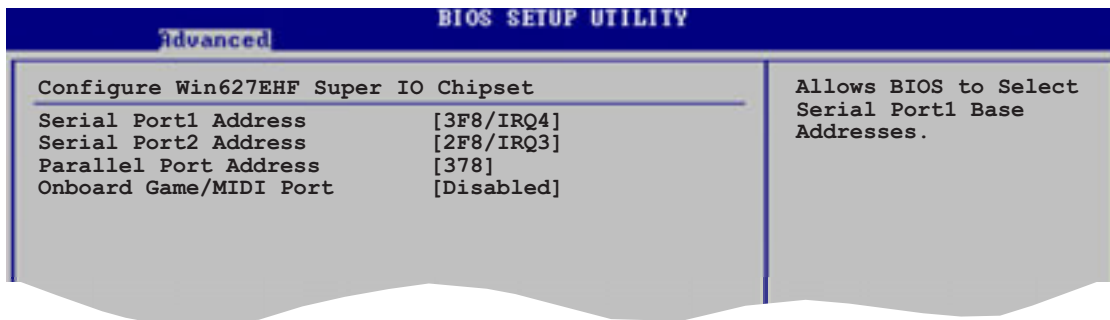 BIOS SETUP UTILITY
Advanced
Configure Win627EHF Super IO Chipset
Serial Port1 Address [3F8/IRQ4]
Serial Port2 Address [2F8/IRQ3]
Parallel Port Address [378]
Onboard Game/MIDI Port [Disabled]
Allows BIOS to Select
Serial Port1 Base
Addresses.